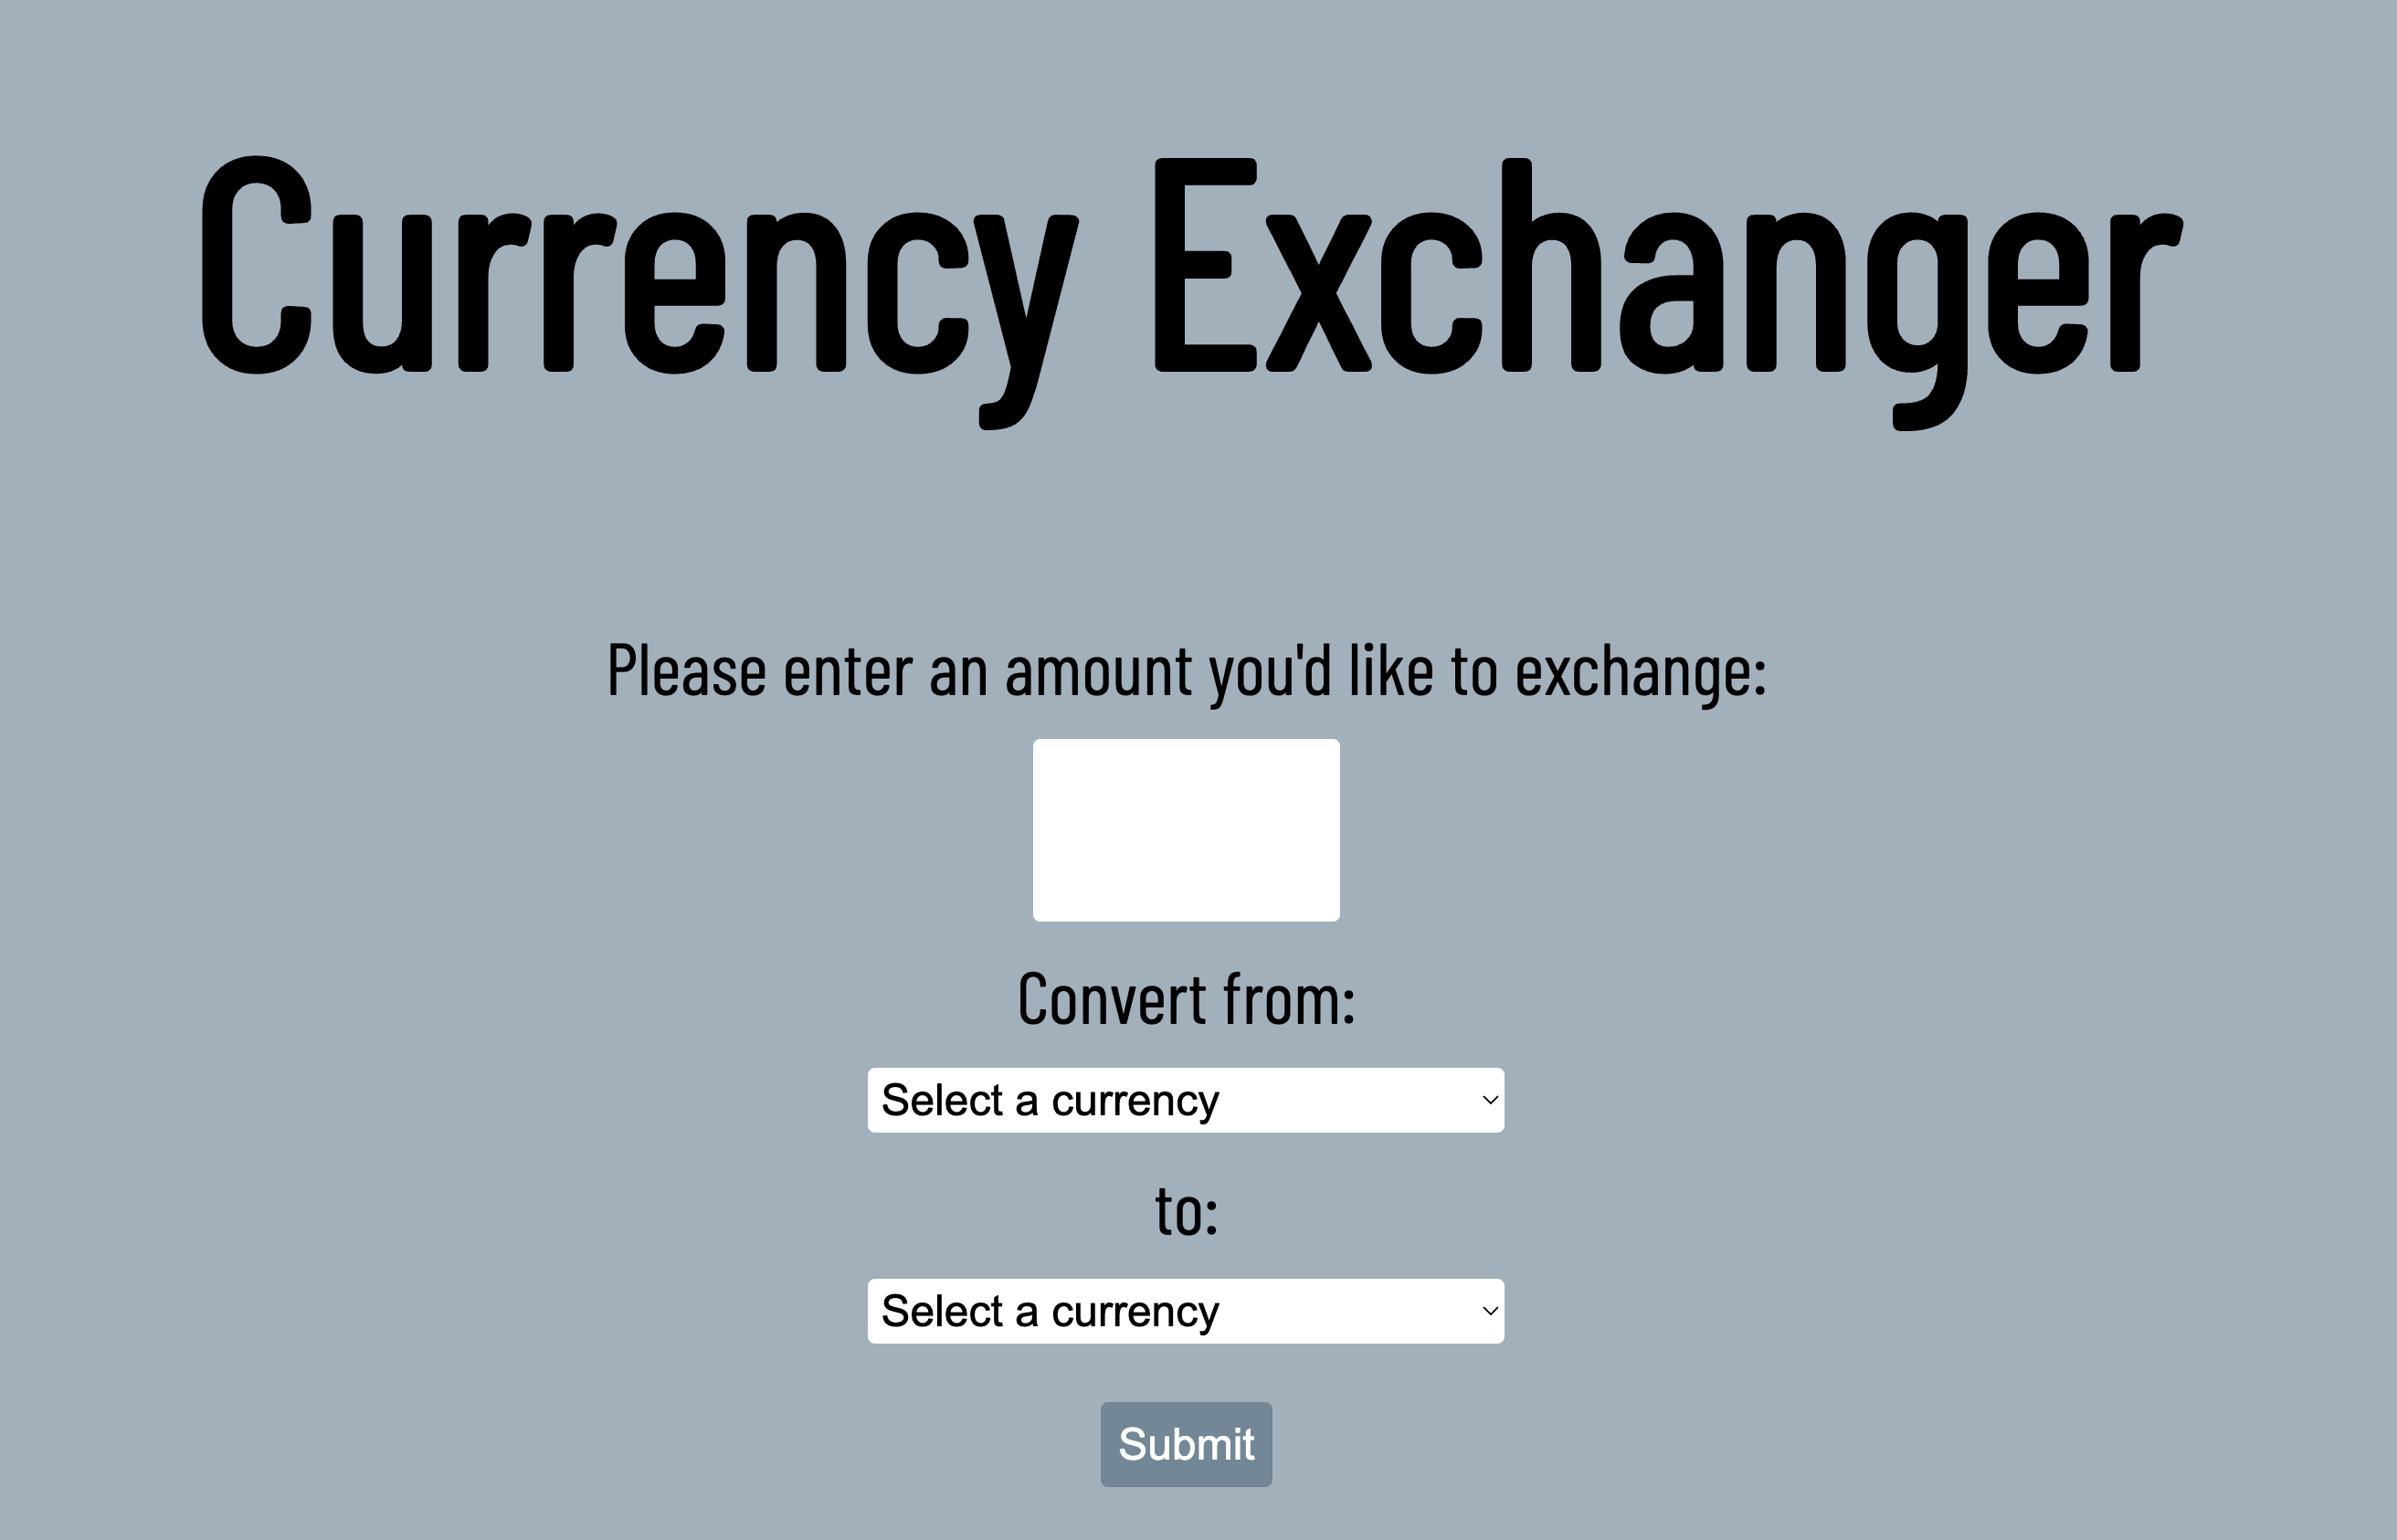 Currency Exchanger
Please enter an amount you'd like to exchange:
Convert from:
Select a currency
to:
Select a currency
Submit